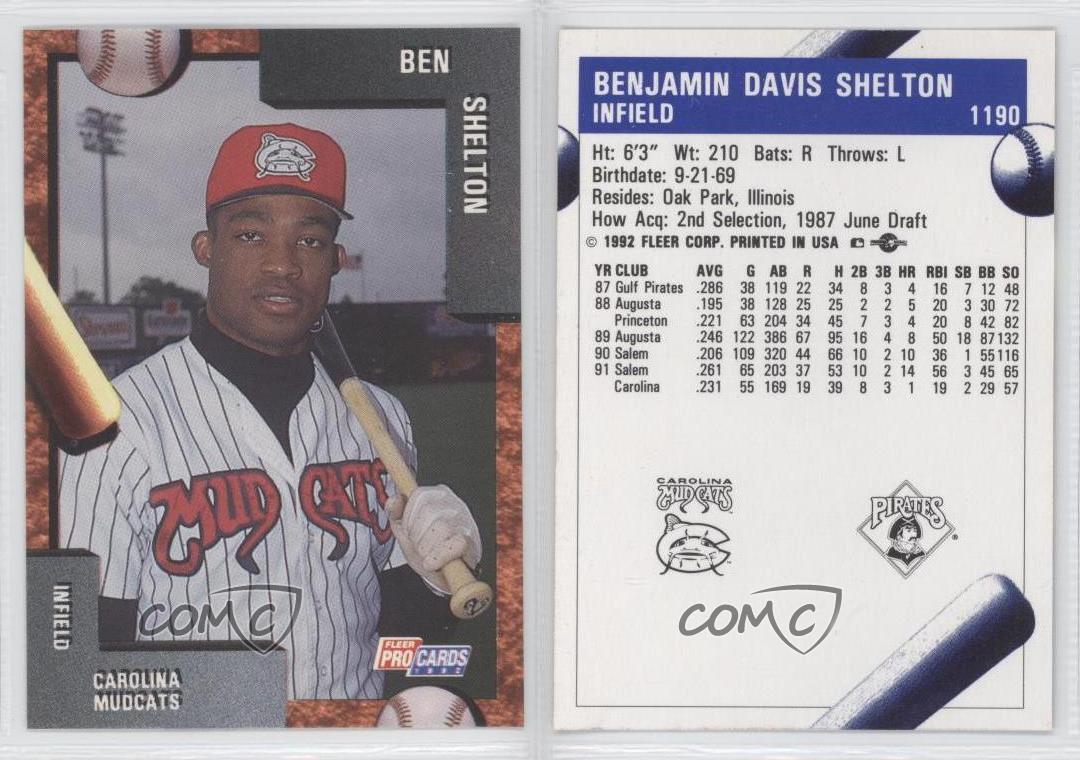 BEN
SHELTON
MUDCATS
INFIELD
CAROLINA
MUDCATS
FLEER
PRO CARDS
1992
COMC
BENJAMIN DAVIS SHELTON
INFIELD 1190
Ht: 6'3" Wt: 210 Bats: R Throws: L
Birthdate: 9-21-69
Resides: Oak Park, Illinois
How Acq: 2nd Selection, 1987 June Draft
© 1992 FLEER CORP. PRINTED IN USA
YR CLUB AVG G AB R H 2B 3B HR RBI SB BB SO
87 Gulf Pirates .286 38 119 22 34 8 3 4 16 7 12 48
88 Augusta .195 38 128 25 25 2 2 5 20 3 30 72
Princeton .221 63 204 34 45 7 3 4 20 8 42 82
89 Augusta .246 122 386 67 95 16 4 8 50 18 87 132
90 Salem .206 109 320 44 66 10 2 10 36 1 55 116
91 Salem .261 65 203 37 53 10 2 14 56 3 45 65
Carolina .231 55 169 19 39 8 3 1 19 2 29 57
CAROLINA
MUDCATS
PIRATES
COMC